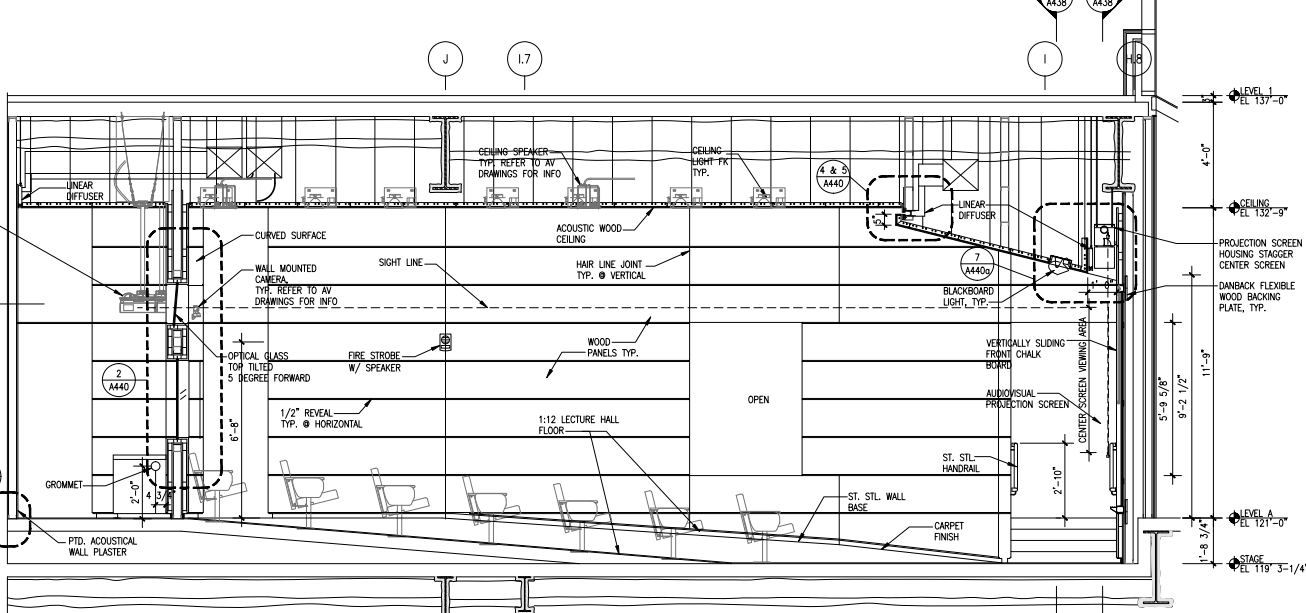 A438
A438
J
I.7
I
H.8
LEVEL 1
EL 137'-0"
3"
4'-0"
CEILING SPEAKER
TYP. REFER TO AV
DRAWINGS FOR INFO
CEILING
LIGHT FK
TYP.
4 & 5
A440
LINEAR
DIFFUSER
LINEAR
DIFFUSER
CEILING
EL 132'-9"
5"
CURVED SURFACE
ACOUSTIC WOOD
CEILING
PROJECTION SCREEN
HOUSING STAGGER
CENTER SCREEN
SIGHT LINE
HAIR LINE JOINT
TYP. @ VERTICAL
7
A440a
WALL MOUNTED
CAMERA,
TYP. REFER TO AV
DRAWINGS FOR INFO
BLACKBOARD
LIGHT, TYP.
DANBACK FLEXIBLE
WOOD BACKING
PLATE, TYP.
OPTICAL GLASS
TOP TILTED
5 DEGREE FORWARD
FIRE STROBE
W/ SPEAKER
WOOD
PANELS TYP.
VERTICALLY SLIDING
FRONT CHALK
BOARD
CENTER SCREEN VIEWING AREA
11'-9"
5'-9 5/8"
9'-2 1/2"
2
A440
AUDIOVISUAL
PROJECTION SCREEN
OPEN
1/2" REVEAL
TYP. @ HORIZONTAL
6'-8"
1:12 LECTURE HALL
FLOOR
ST. STL.
HANDRAIL
2'-10"
GROMMET
2'-0"
4 3/4"
ST. STL. WALL
BASE
CARPET
FINISH
LEVEL A
EL 121'-0"
PTD. ACOUSTICAL
WALL PLASTER
1'-8 3/4"
STAGE
EL 119' 3-1/4"